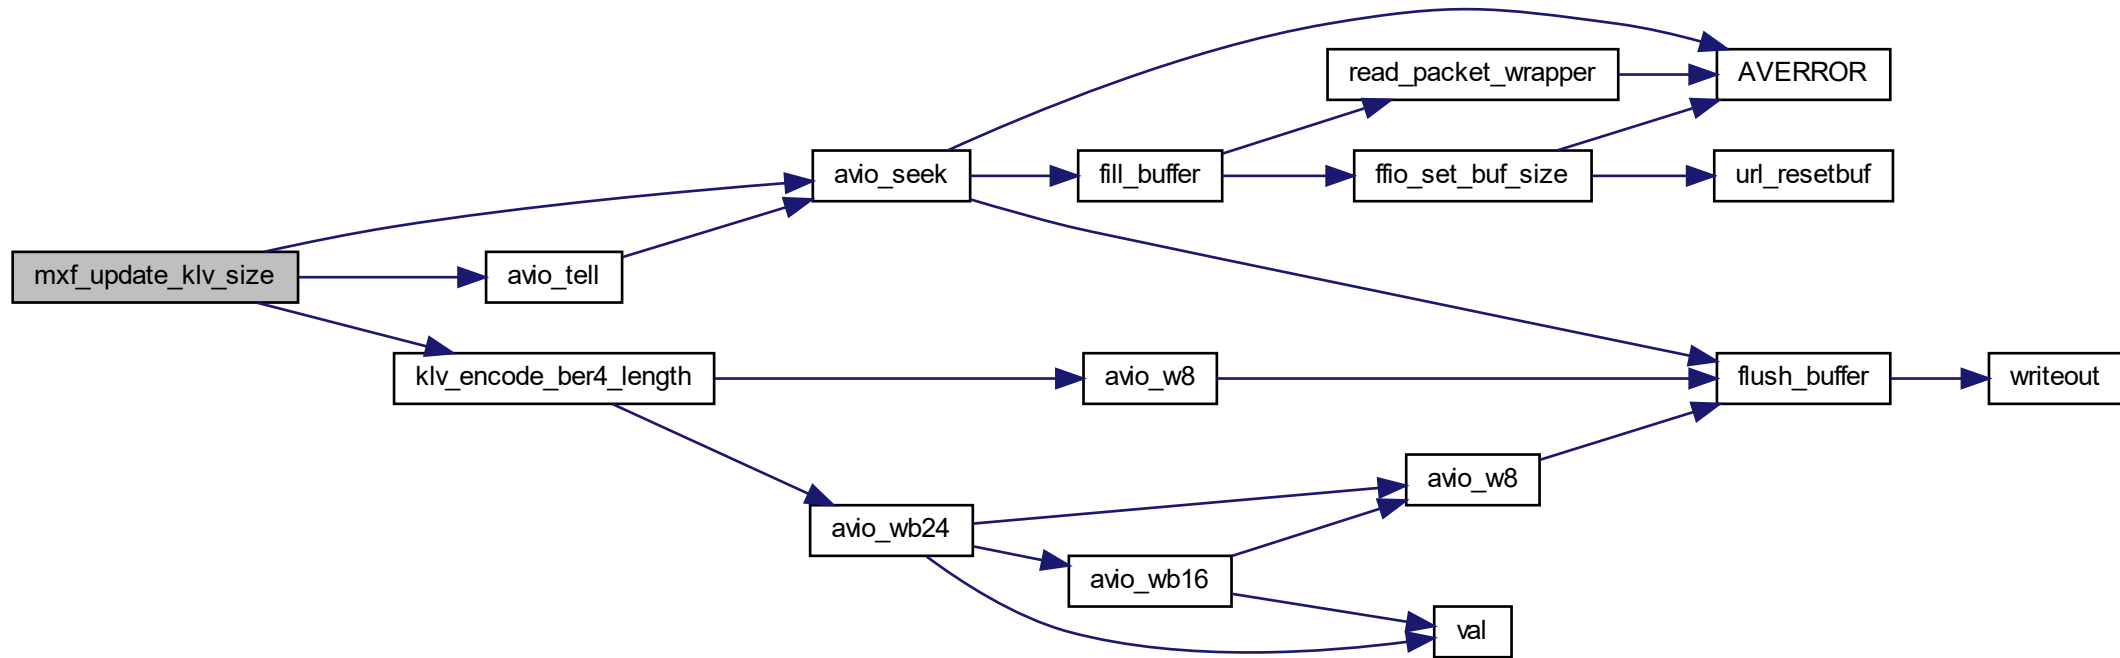 read_packet_wrapper
AVERROR
avio_seek
fill_buffer
ffio_set_buf_size
url_resetbuf
mxf_update_klv_size
avio_tell
klv_encode_ber4_length
avio_w8
flush_buffer
writeout
avio_w8
avio_wb24
avio_wb16
val